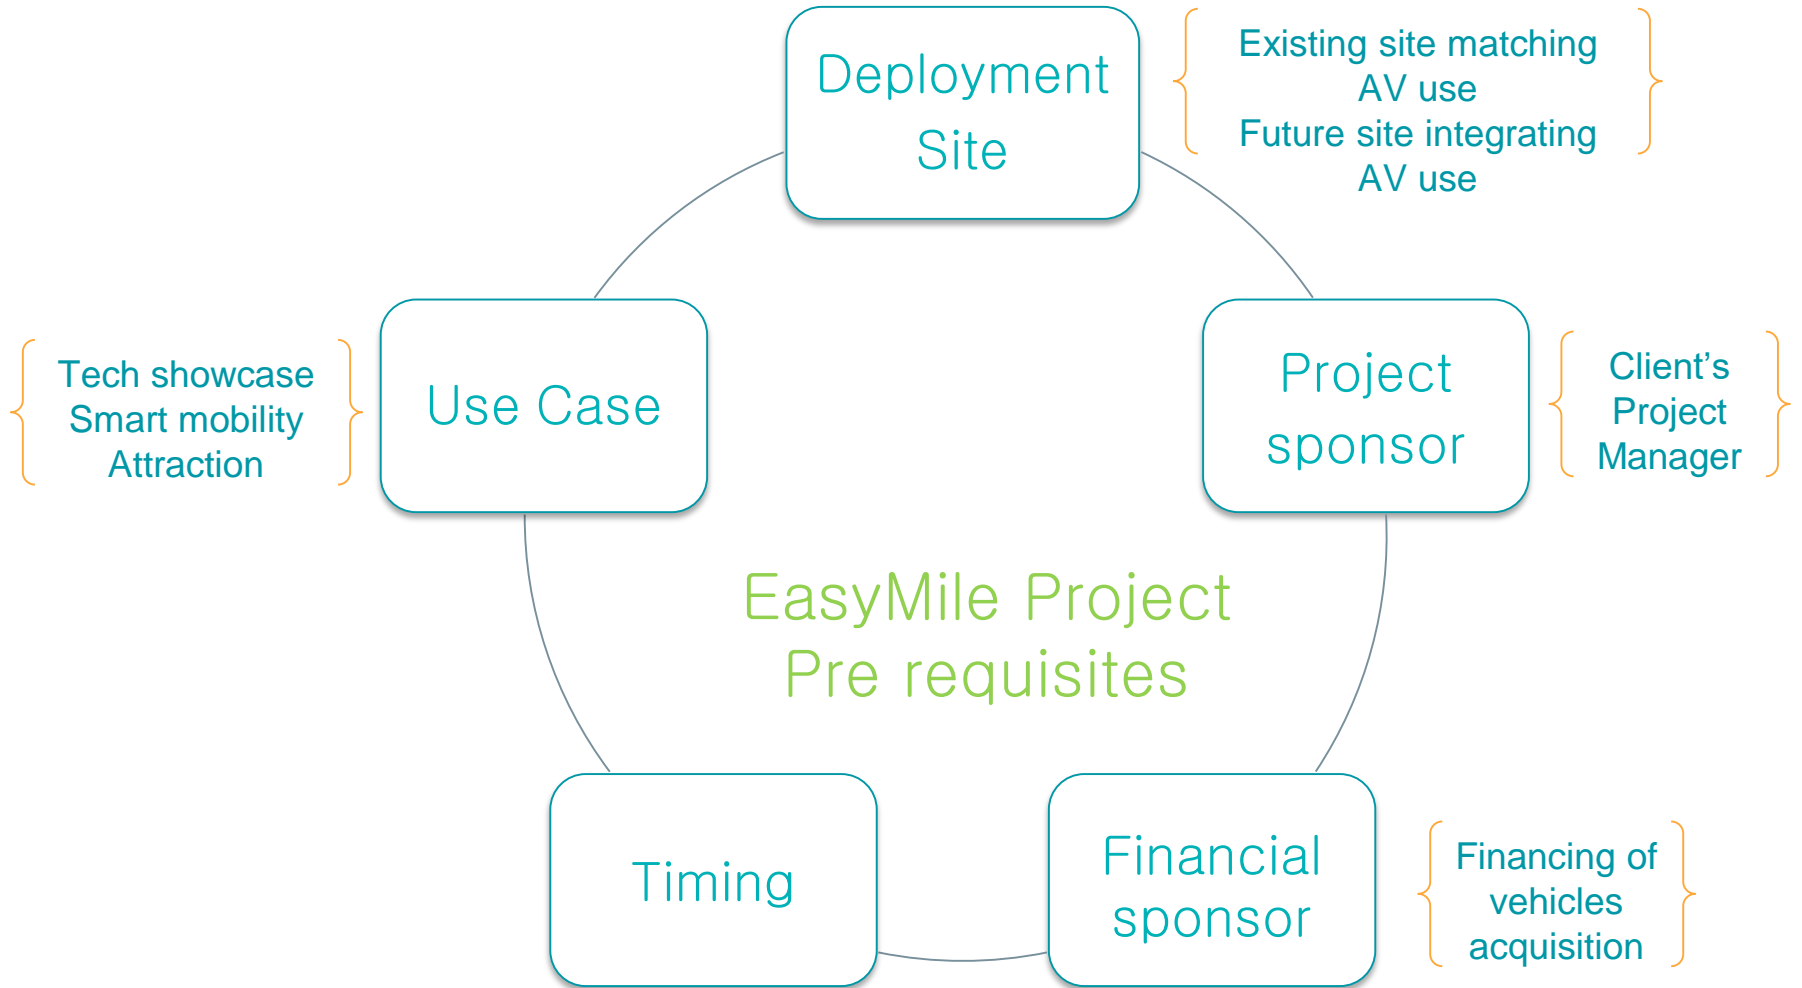 Deployment
Site
Existing site matching
AV use
Future site integrating
AV use
Tech showcase
Smart mobility
Attraction
Use Case
Project
sponsor
Client’s
Project
Manager
EasyMile Project
Pre requisites
Timing
Financial
sponsor
Financing of
vehicles
acquisition